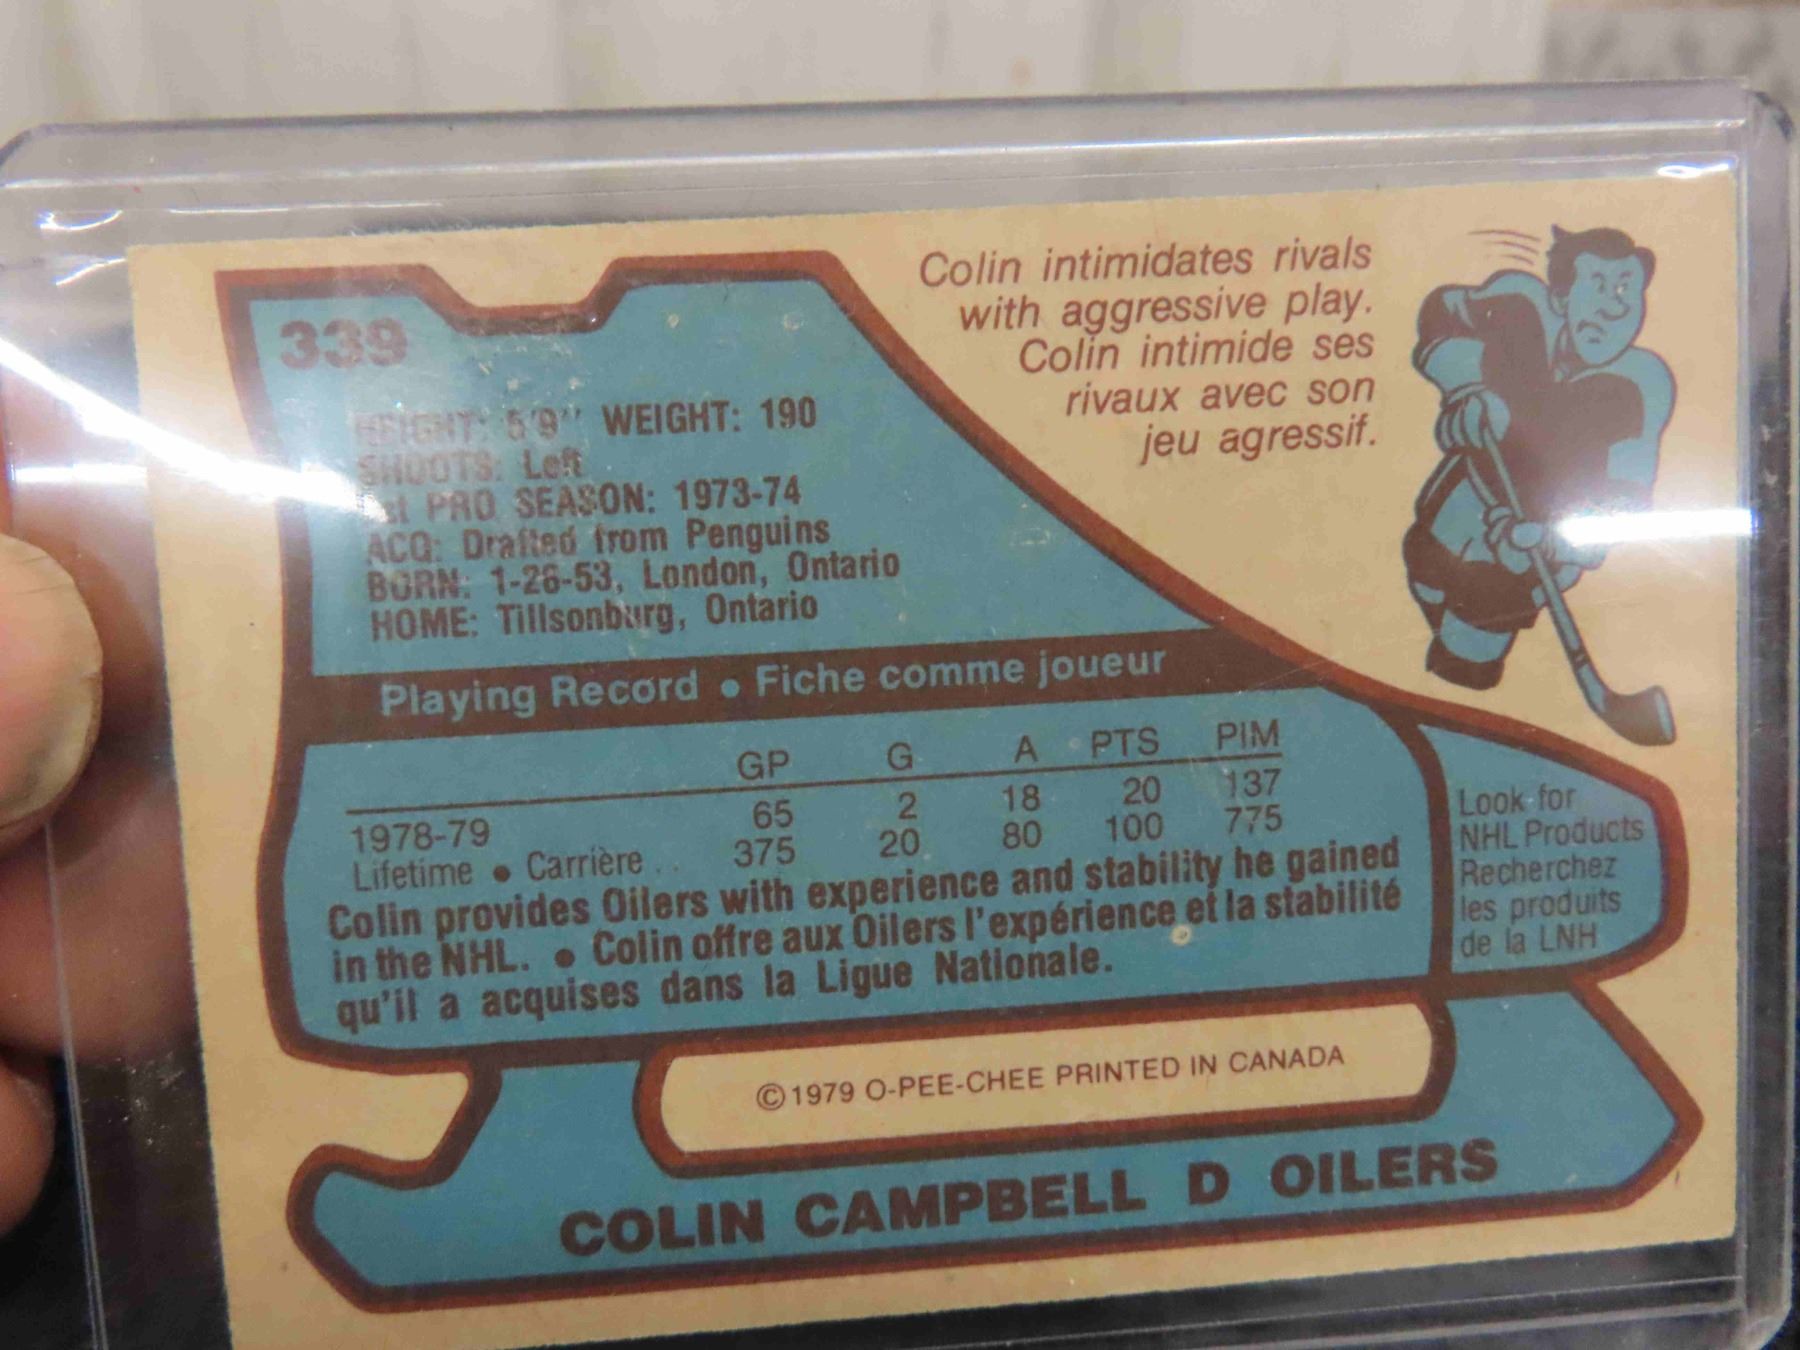 339
HEIGHT: 5'9" WEIGHT: 190
SHOOTS: Left
1st PRO SEASON: 1973-74
ACQ: Drafted from Penguins
BORN: 1-28-53, London, Ontario
HOME: Tillsonburg, Ontario
Colin intimidates rivals
with aggressive play.
Colin intimide ses
rivaux avec son
jeu agressif.
Playing Record • Fiche comme joueur
GP G A PTS PIM
1978-79 65 2 18 20 137
Lifetime • Carrière .. 375 20 80 100 775
Colin provides Oilers with experience and stability he gained
in the NHL. • Colin offre aux Oilers l'expérience et la stabilité
qu'il a acquises dans la Ligue Nationale.
Look for
NHL Products
Recherchez
les produits
de la LNH
©1979 O-PEE-CHEE PRINTED IN CANADA
COLIN CAMPBELL D OILERS